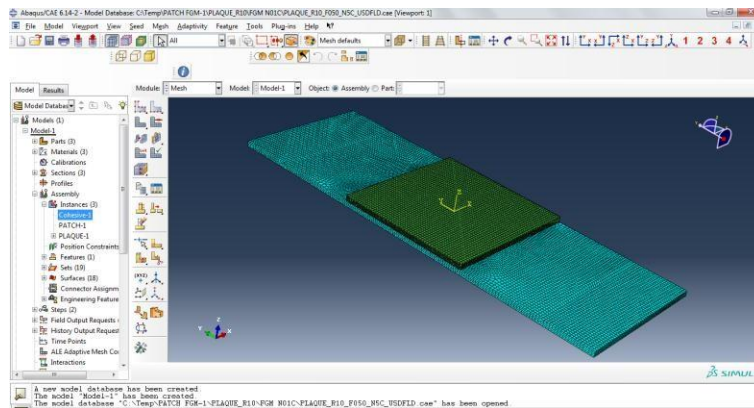 Abaqus/CAE 6.14-2 - Model Database: C:\Temp\PATCH FGM-1\PLAQUE_R10\FGM N01C\PLAQUE_R10_F050_N5C_USDFLD.cae [Viewport: 1]
File Model Viewport View Seed Mesh Adaptivity Feature Tools Plug-ins Help
All Mesh defaults 1 2 3 4
Model Results Module: Mesh Model: Model-1 Object: Assembly Part:
Model Databas
Models (1)
Model-1
Parts (3)
Materials (3)
Calibrations
Sections (3)
Profiles
Assembly
Instances (3)
Cohesive-1
PATCH-1
PLAQUE-1
Position Constraints
Features (1)
Sets (19)
Surfaces (18)
Connector Assignm
Engineering Feature
Steps (2)
Field Output Requests
History Output Request
Time Points
ALE Adaptive Mesh Co
Interactions
SIMUL
A new model database has been created.
The model "Model-1" has been created.
The model database "C:\Temp\PATCH FGM-1\PLAQUE_R10\FGM N01C\PLAQUE_R10_F050_N5C_USDFLD.cae" has been opened.